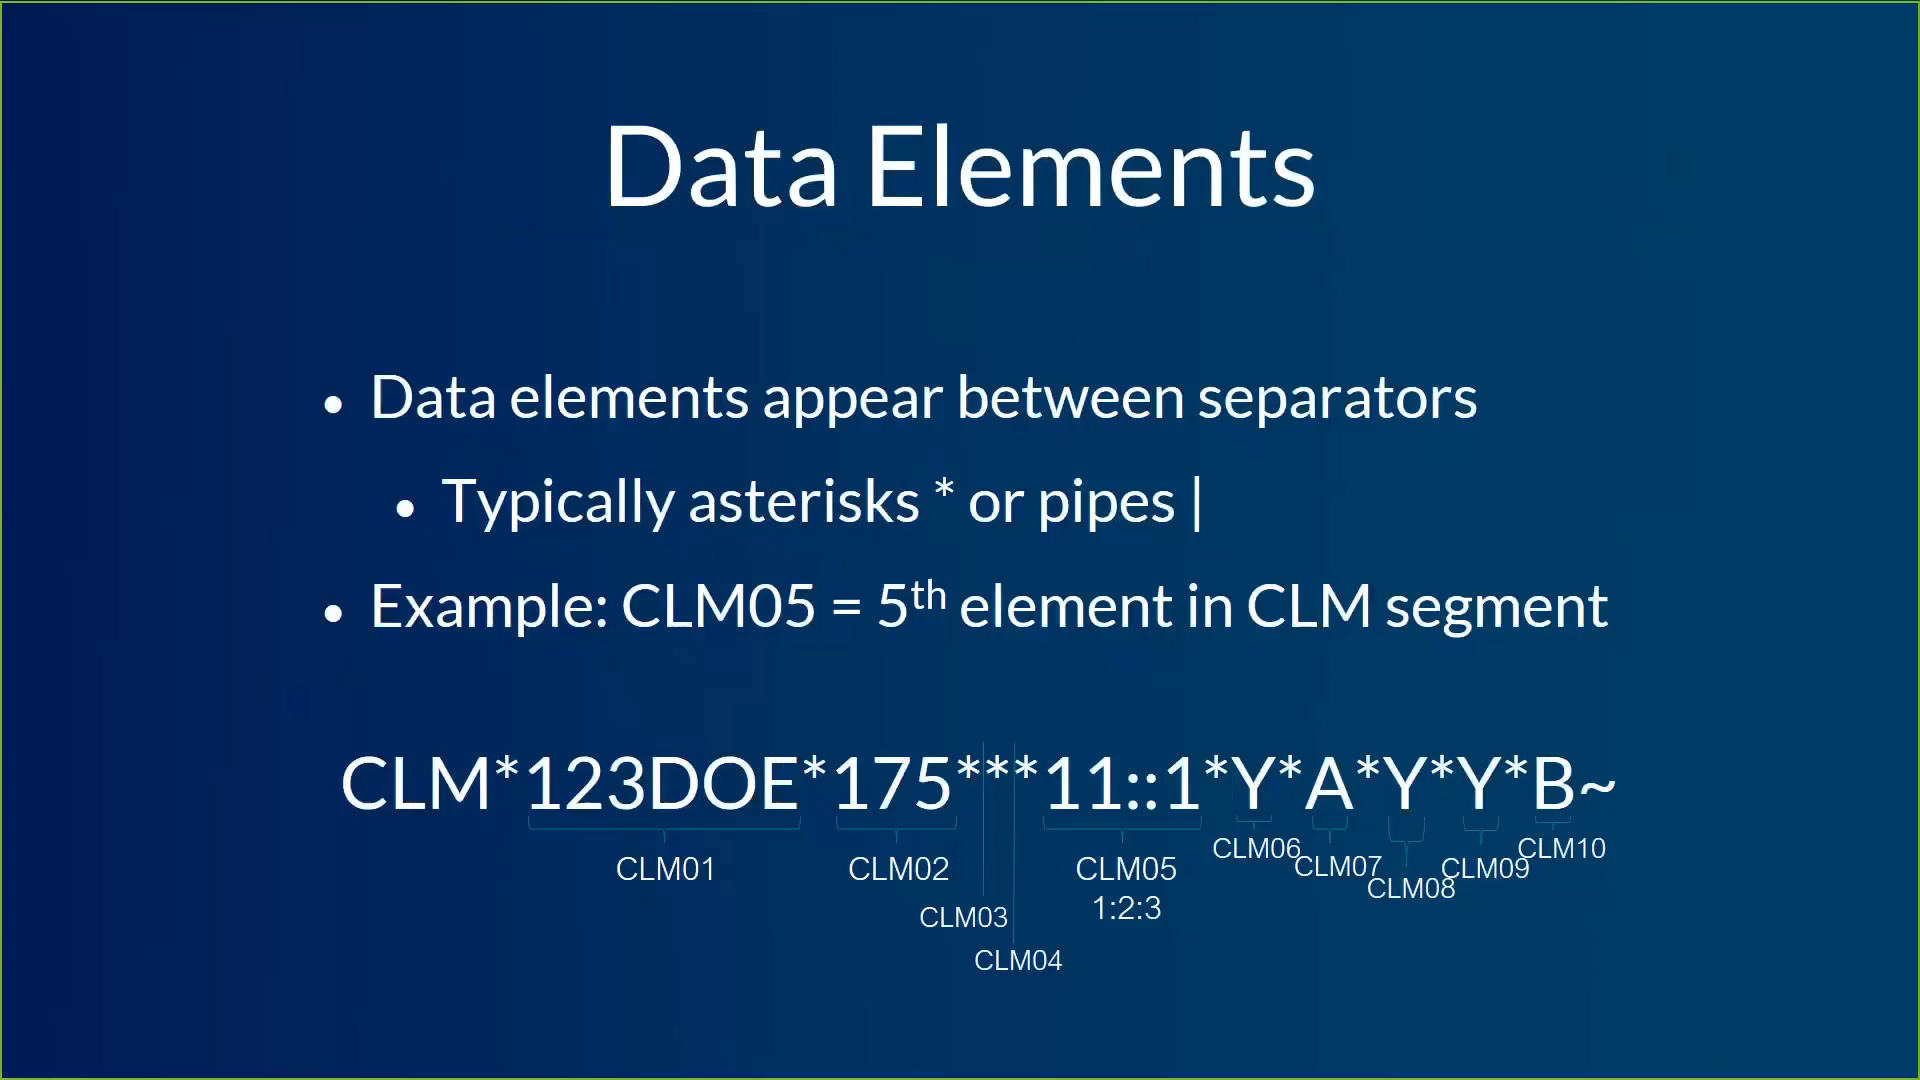 Data Elements
• Data elements appear between separators
• Typically asterisks * or pipes |
• Example: CLM05 = 5th element in CLM segment
CLM*123DOE*175***11::1*Y*A*Y*Y*B~
CLM01 CLM02 CLM03 CLM04 CLM05 CLM06 CLM07 CLM08 CLM09 CLM10
1:2:3